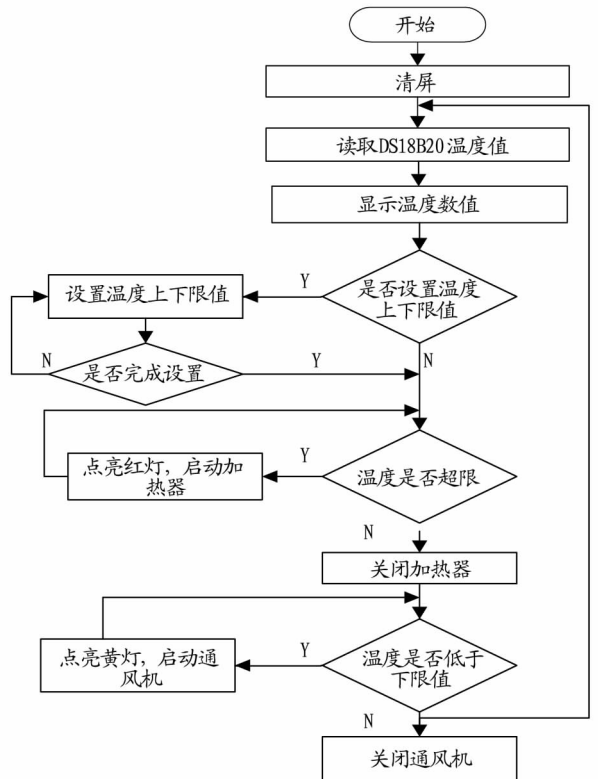 开始
清屏
读取DS18B20温度值
显示温度数值
是否设置温度
上下限值
Y
设置温度上下限值
N
是否完成设置
Y
N
温度是否超限
Y
点亮红灯，启动加
热器
N
关闭加热器
温度是否低于
下限值
Y
点亮黄灯，启动通
风机
N
关闭通风机